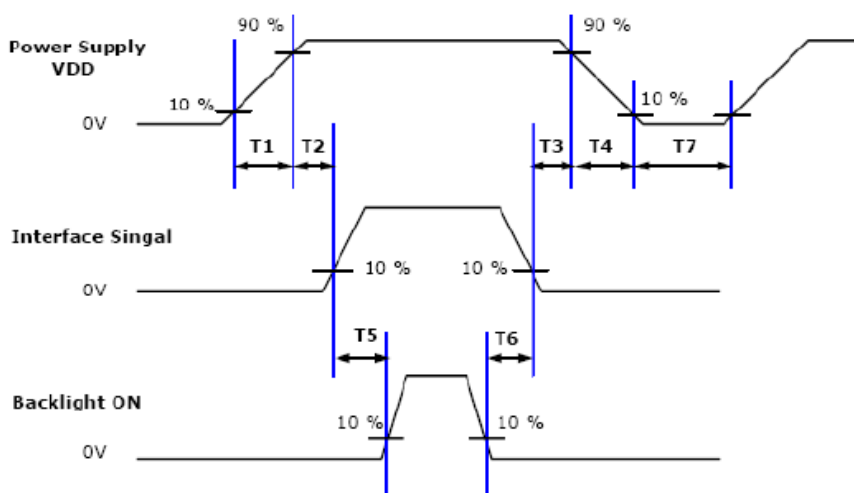 90 %
90 %
Power Supply
VDD
10 %
10 %
0V
T1
T2
T3
T4
T7
Interface Singal
10 %
10 %
0V
T5
T6
Backlight ON
10 %
10 %
0V